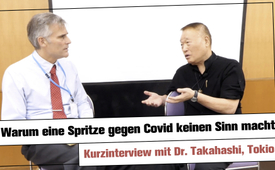 Warum eine Spritze gegen Covid keinen Sinn macht
Kurzinterview mit Dr. Takahashi, Tokio